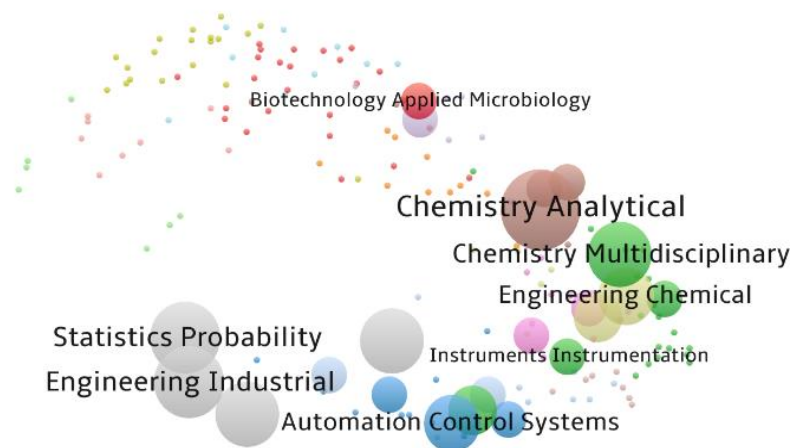 Biotechnology Applied Microbiology
Chemistry Analytical
Chemistry Multidisciplinary
Engineering Chemical
Statistics Probability
Instruments Instrumentation
Engineering Industrial
Automation Control Systems